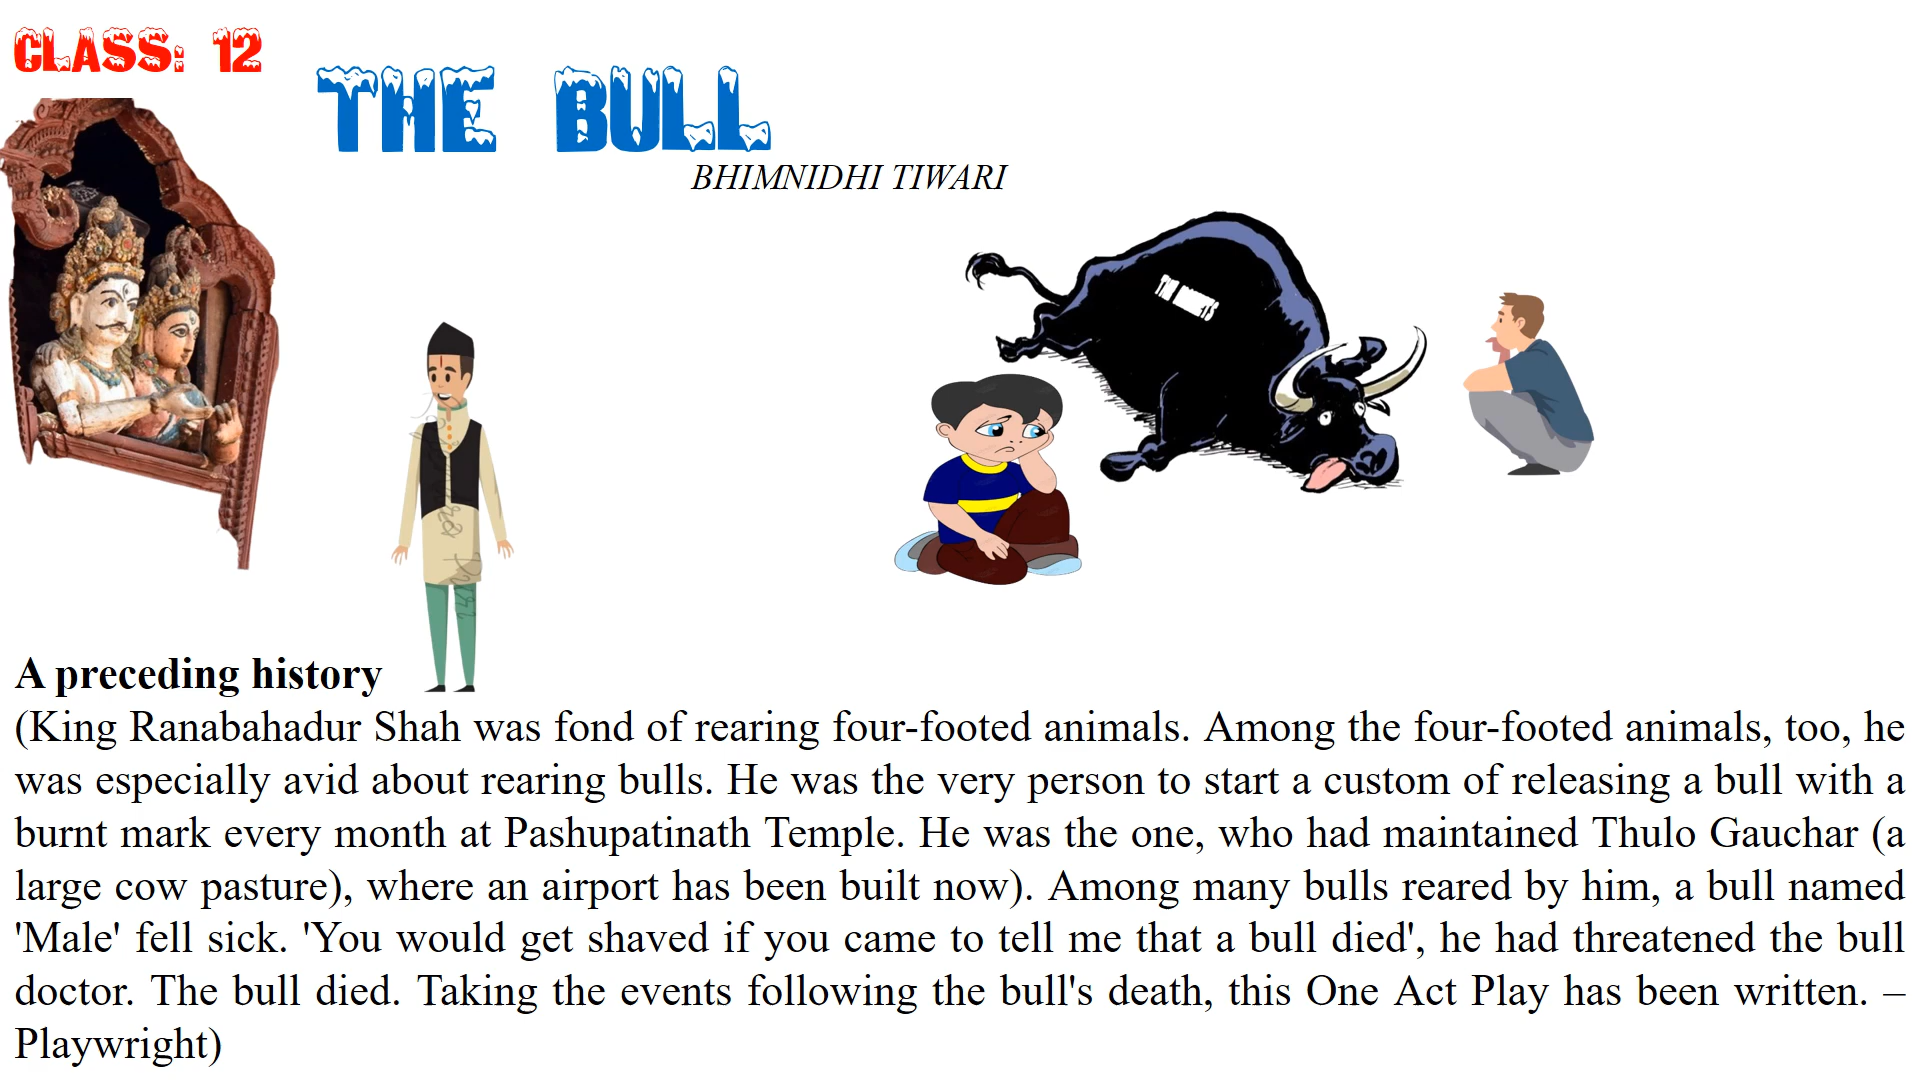 CLASS: 12
THE BULL
BHIMNIDHI TIWARI
A preceding history
(King Ranabahadur Shah was fond of rearing four-footed animals. Among the four-footed animals, too, he
was especially avid about rearing bulls. He was the very person to start a custom of releasing a bull with a
burnt mark every month at Pashupatinath Temple. He was the one, who had maintained Thulo Gauchar (a
large cow pasture), where an airport has been built now). Among many bulls reared by him, a bull named
'Male' fell sick. 'You would get shaved if you came to tell me that a bull died', he had threatened the bull
doctor. The bull died. Taking the events following the bull's death, this One Act Play has been written. –
Playwright)